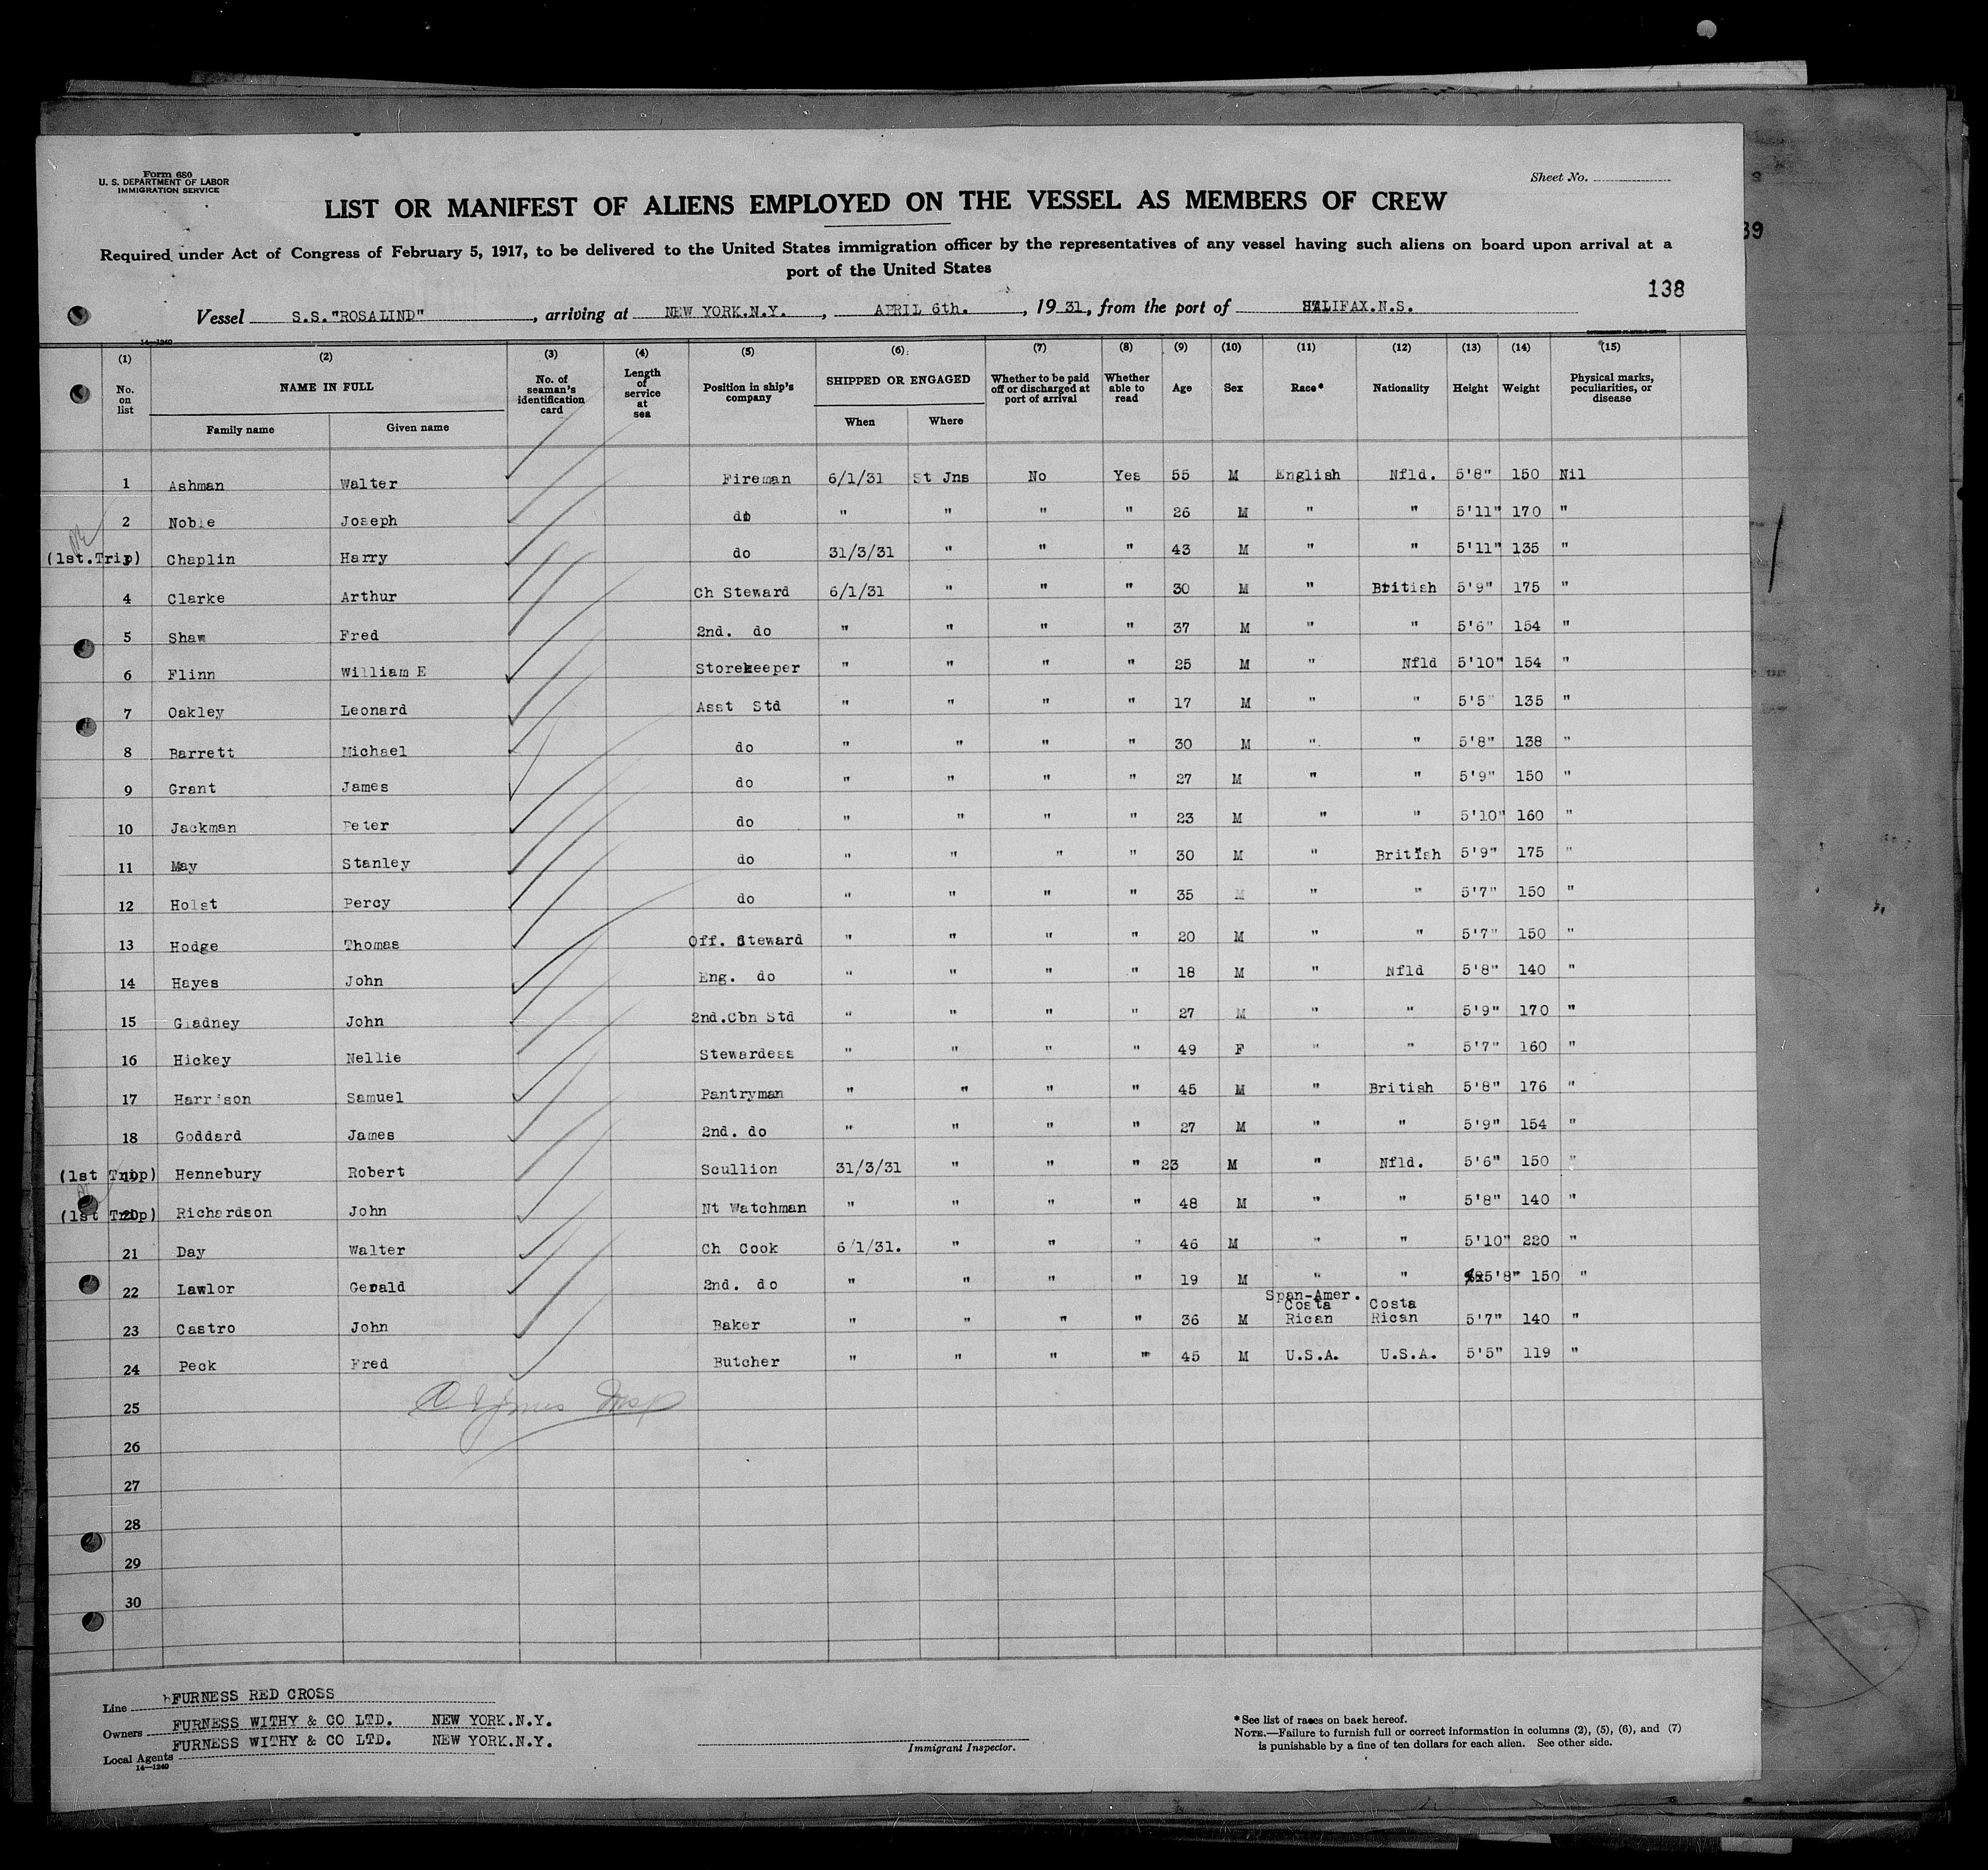 Form 680
U. S. DEPARTMENT OF LABOR
IMMIGRATION SERVICE
Sheet No.
LIST OR MANIFEST OF ALIENS EMPLOYED ON THE VESSEL AS MEMBERS OF CREW
Required under Act of Congress of February 5, 1917, to be delivered to the United States immigration officer by the representatives of any vessel having such aliens on board upon arrival at a
port of the United States
39
138
Vessel S.S."ROSALIND", arriving at NEW YORK.N.Y., APRIL 6th., 1931, from the port of HALIFAX.N.S.
14—1240
(1) (2) (3) (4) (5) (6) (7) (8) (9) (10) (11) (12) (13) (14) (15)
No. on list NAME IN FULL Family name Given name No. of seaman's identification card Length of service at sea Position in ship's company SHIPPED OR ENGAGED When Where Whether to be paid off or discharged at port of arrival Whether able to read Age Sex Race* Nationality Height Weight Physical marks, peculiarities, or disease
1 Ashman Walter Fireman 6/1/31 St Jns No Yes 55 M English Nfld. 5'8" 150 Nil
2 Noble Joseph do " " " " 26 M " " 5'11" 170 "
(1st.Trip) 3 Chaplin Harry do 31/3/31 " " " 43 M " " 5'11" 135 "
4 Clarke Arthur Ch Steward 6/1/31 " " " 30 M " British 5'9" 175 "
5 Shaw Fred 2nd. do " " " " 37 M " " 5'6" 154 "
6 Flinn William E Storekeeper " " " " 25 M " Nfld 5'10" 154 "
7 Oakley Leonard Asst Std " " " " 17 M " " 5'5" 135 "
8 Barrett Michael do " " " " 30 M " " 5'8" 138 "
9 Grant James do " " " " 27 M " " 5'9" 150 "
10 Jackman Peter do " " " " 23 M " " 5'10" 160 "
11 May Stanley do " " " " 30 M " British 5'9" 175 "
12 Holst Percy do " " " " 35 M " " 5'7" 150 "
13 Hodge Thomas Off. Steward " " " " 20 M " " 5'7" 150 "
14 Hayes John Eng. do " " " " 18 M " Nfld 5'8" 140 "
15 Gladney John 2nd.Cbn Std " " " " 27 M " " 5'9" 170 "
16 Hickey Nellie Stewardess " " " " 49 F " " 5'7" 160 "
17 Harrison Samuel Pantryman " " " " 45 M " British 5'8" 176 "
18 Goddard James 2nd. do " " " " 27 M " " 5'9" 154 "
(1st Trip) 19 Hennebury Robert Scullion 31/3/31 " " " 23 M " Nfld. 5'6" 150 "
(1st Trip) 20 Richardson John Nt Watchman " " " " 48 M " " 5'8" 140 "
21 Day Walter Ch Cook 6/1/31. " " " 46 M " " 5'10" 220 "
22 Lawlor Gerald 2nd. do " " " " 19 M " " 5'8" 150 "
23 Castro John Baker " " " " 36 M Span-Amer. Costa Rican Costa Rican 5'7" 140 "
24 Peck Fred Butcher " " " " 45 M U.S.A. U.S.A. 5'5" 119 "
25
26
27
28
29
30
Line FURNESS RED CROSS
Owners FURNESS WITHY & CO LTD. NEW YORK.N.Y.
Local Agents FURNESS WITHY & CO LTD. NEW YORK.N.Y.
14—1240
Immigrant Inspector.
*See list of races on back hereof.
NOTE.—Failure to furnish full or correct information in columns (2), (5), (6), and (7)
is punishable by a fine of ten dollars for each alien. See other side.